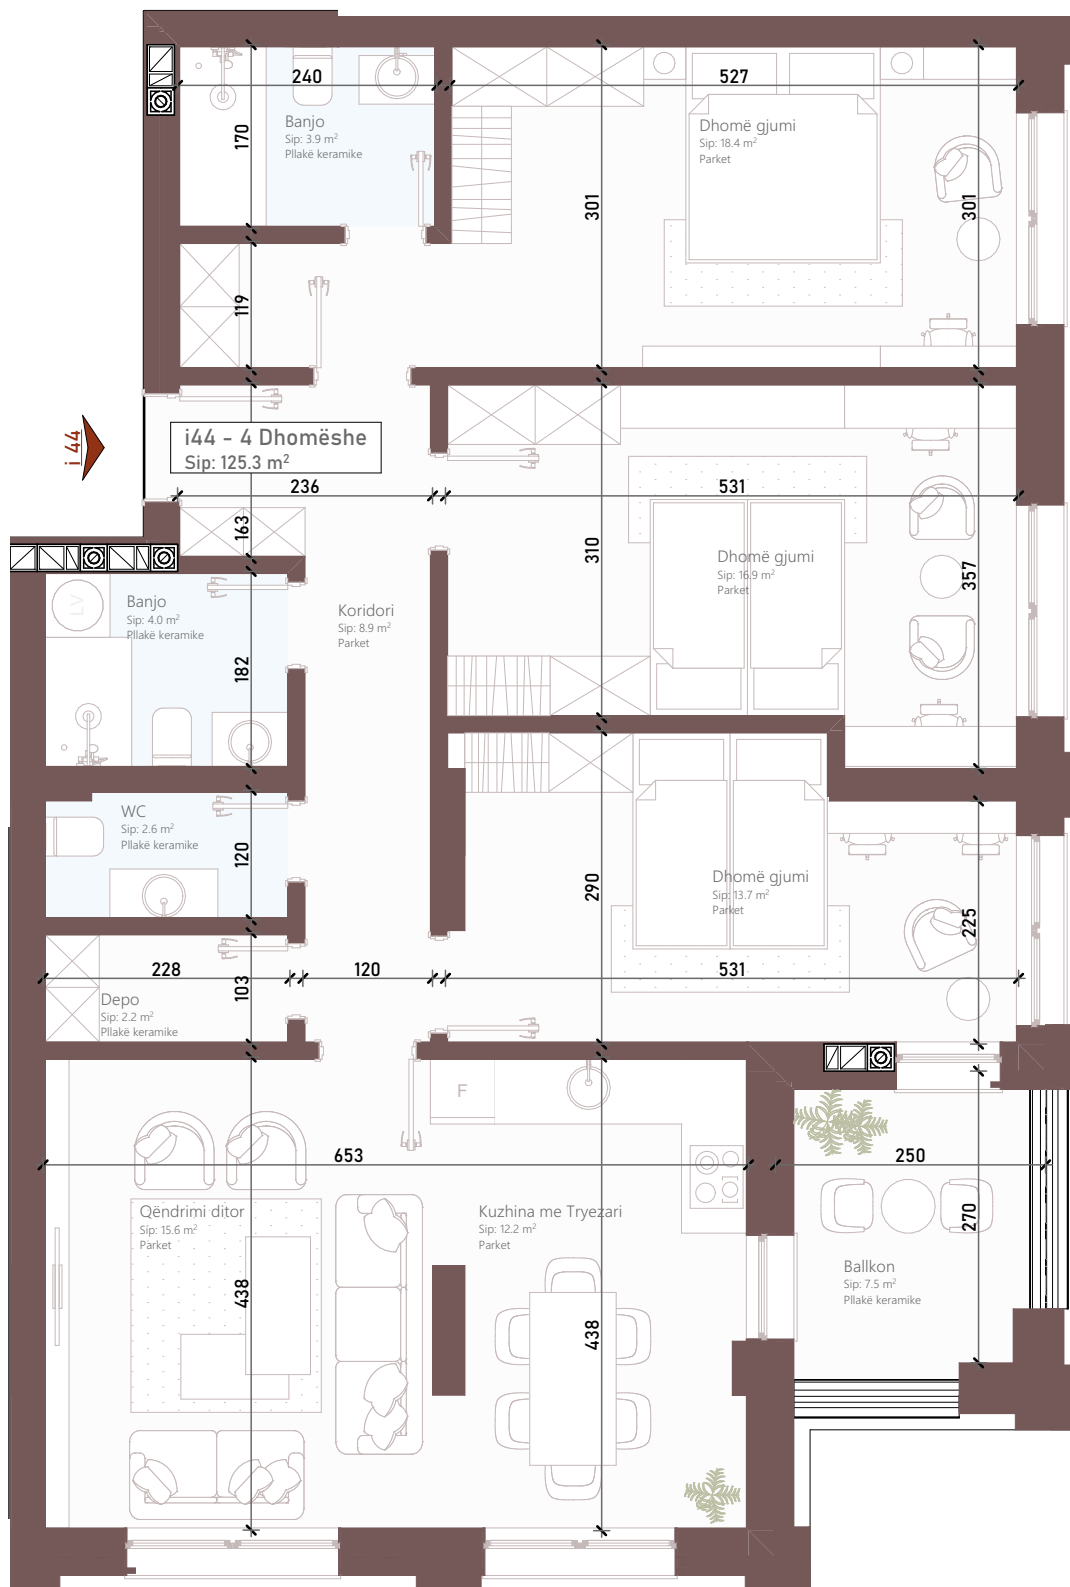 240
527
Banjo
Sip: 3.9 m²
Pllakë keramike
170
Dhomë gjumi
Sip: 18.4 m²
Parket
301
301
119
i 44
i44 - 4 Dhomëshe
Sip: 125.3 m²
236
531
163
310
Dhomë gjumi
Sip: 16.9 m²
Parket
357
LV
Banjo
Sip: 4.0 m²
Pllakë keramike
Koridori
Sip: 8.9 m²
Parket
182
WC
Sip: 2.6 m²
Pllakë keramike
120
290
Dhomë gjumi
Sip: 13.7 m²
Parket
225
228
120
531
103
Depo
Sip: 2.2 m²
Pllakë keramike
F
653
250
Qëndrimi ditor
Sip: 15.6 m²
Parket
Kuzhina me Tryezari
Sip: 12.2 m²
Parket
270
Ballkon
Sip: 7.5 m²
Pllakë keramike
438
438